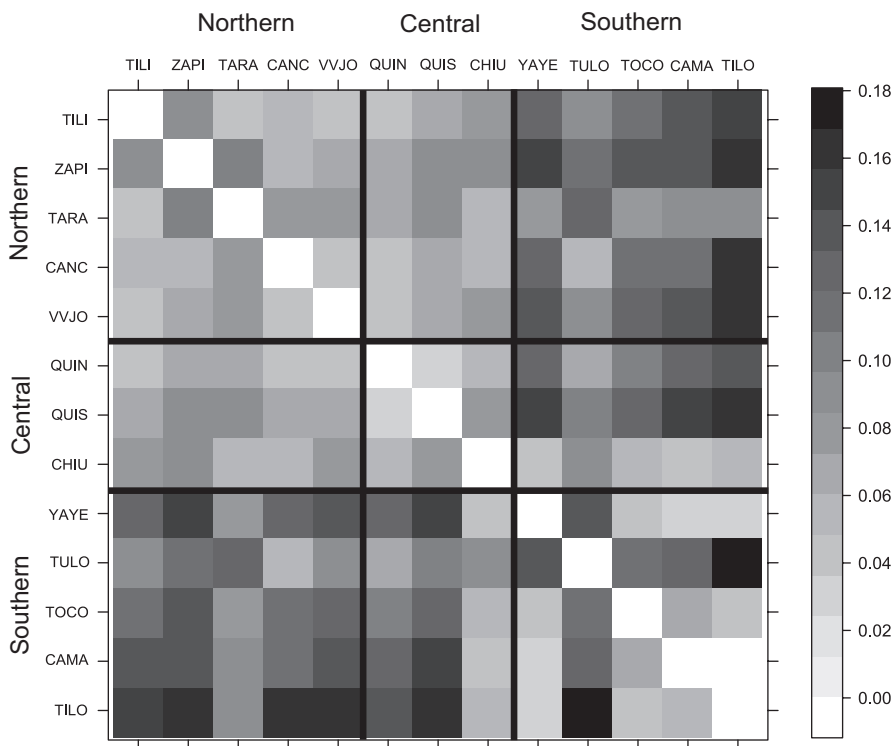 Northern Central Southern
TILI ZAPI TARA CANC VVJO QUIN QUIS CHIU YAYE TULO TOCO CAMA TILO
Northern
TILI
ZAPI
TARA
CANC
VVJO
Central
QUIN
QUIS
CHIU
Southern
YAYE
TULO
TOCO
CAMA
TILO
0.18
0.16
0.14
0.12
0.10
0.08
0.06
0.04
0.02
0.00